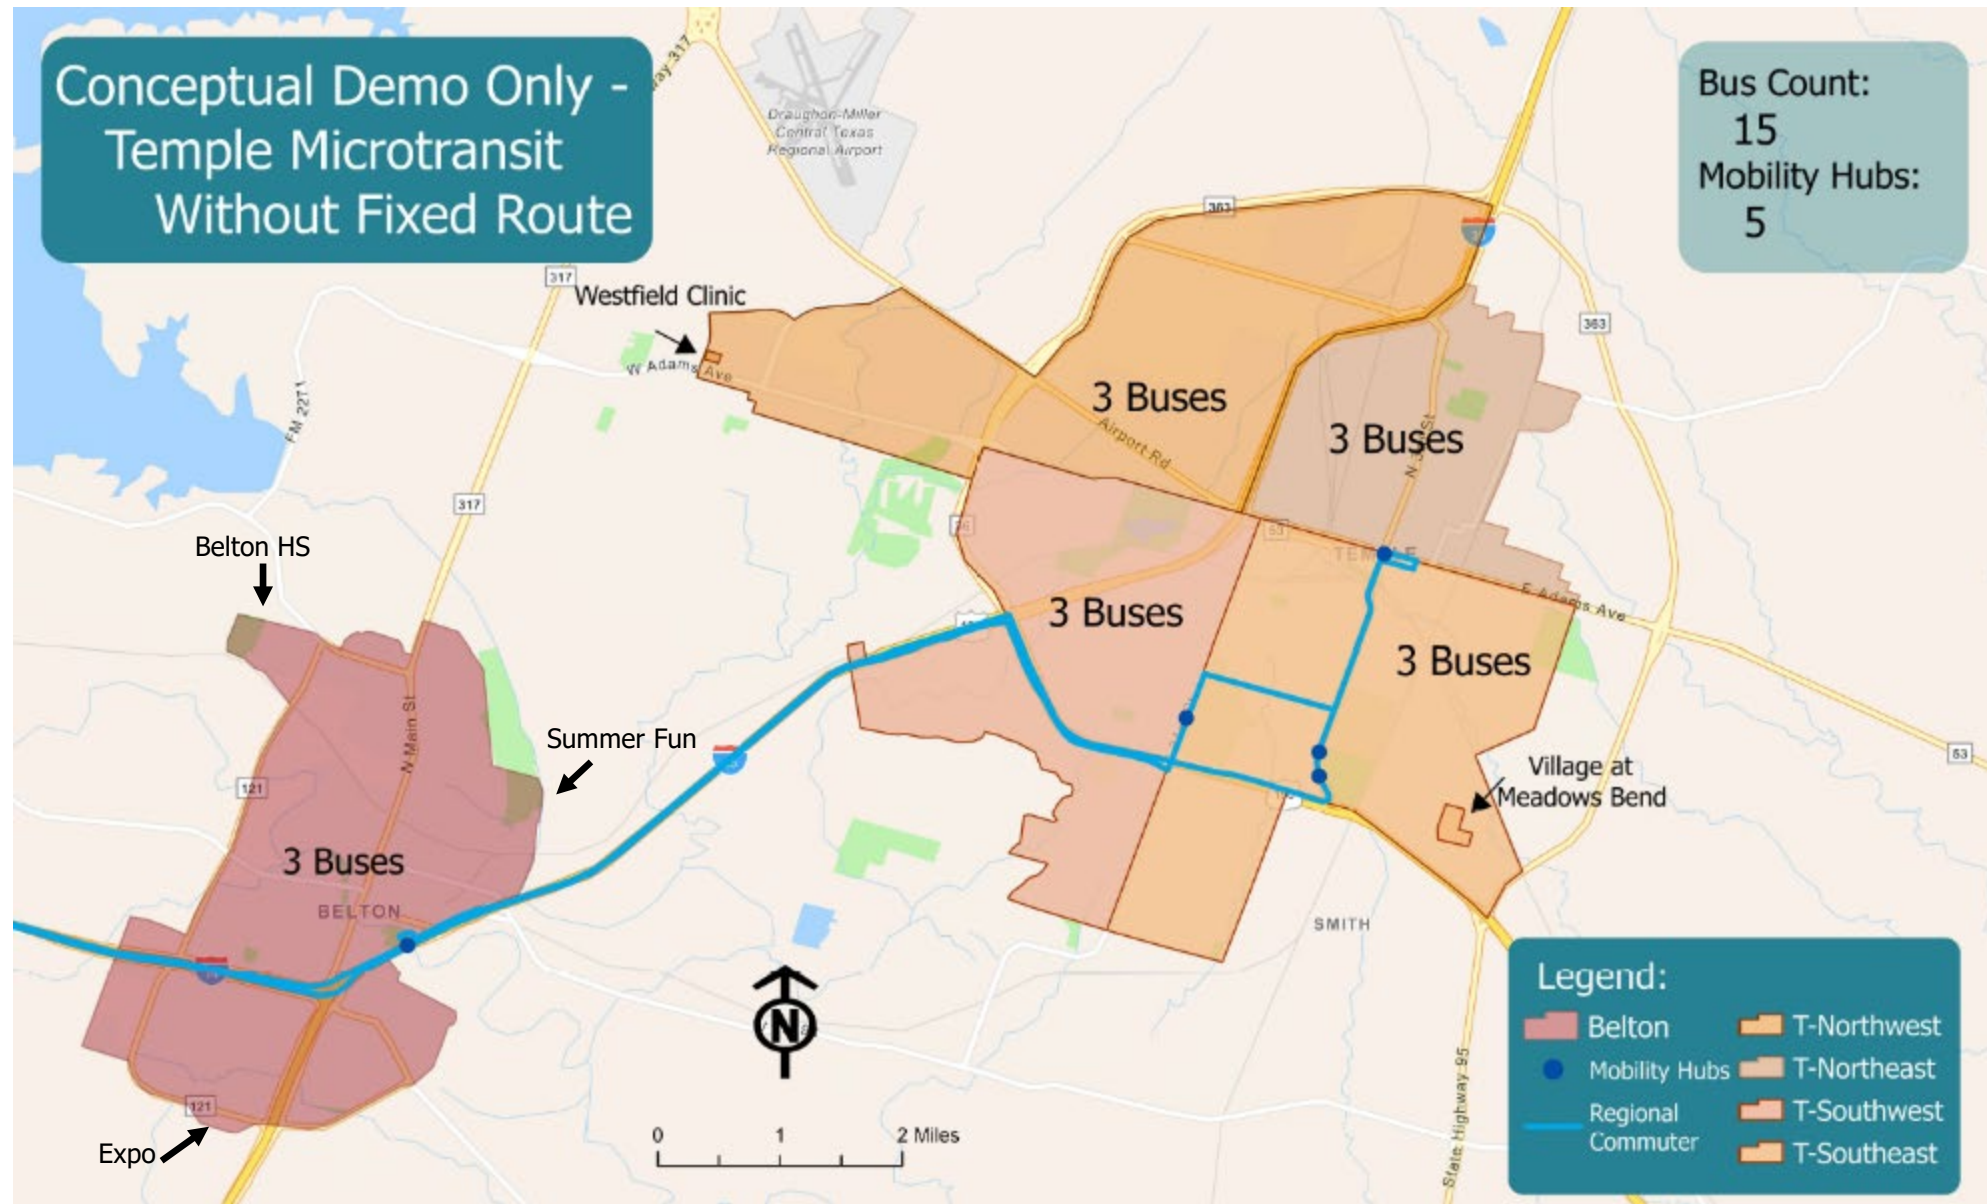 Conceptual Demo Only -
Temple Microtransit
Without Fixed Route
Bus Count:
15
Mobility Hubs:
5
Draughon-Miller
Central Texas
Regional Airport
363
317
Westfield Clinic
363
W Adams Ave
3 Buses
FM 2271
Airport Rd
3 Buses
317
53
Belton HS
TEMPLE
E Adams Ave
3 Buses
3 Buses
N Main St
Summer Fun
53
121
Village at
Meadows Bend
3 Buses
BELTON
SMITH
N
121
Expo
0 1 2 Miles
State Highway 95
Legend:
Belton
Mobility Hubs
Regional
Commuter
T-Northwest
T-Northeast
T-Southwest
T-Southeast